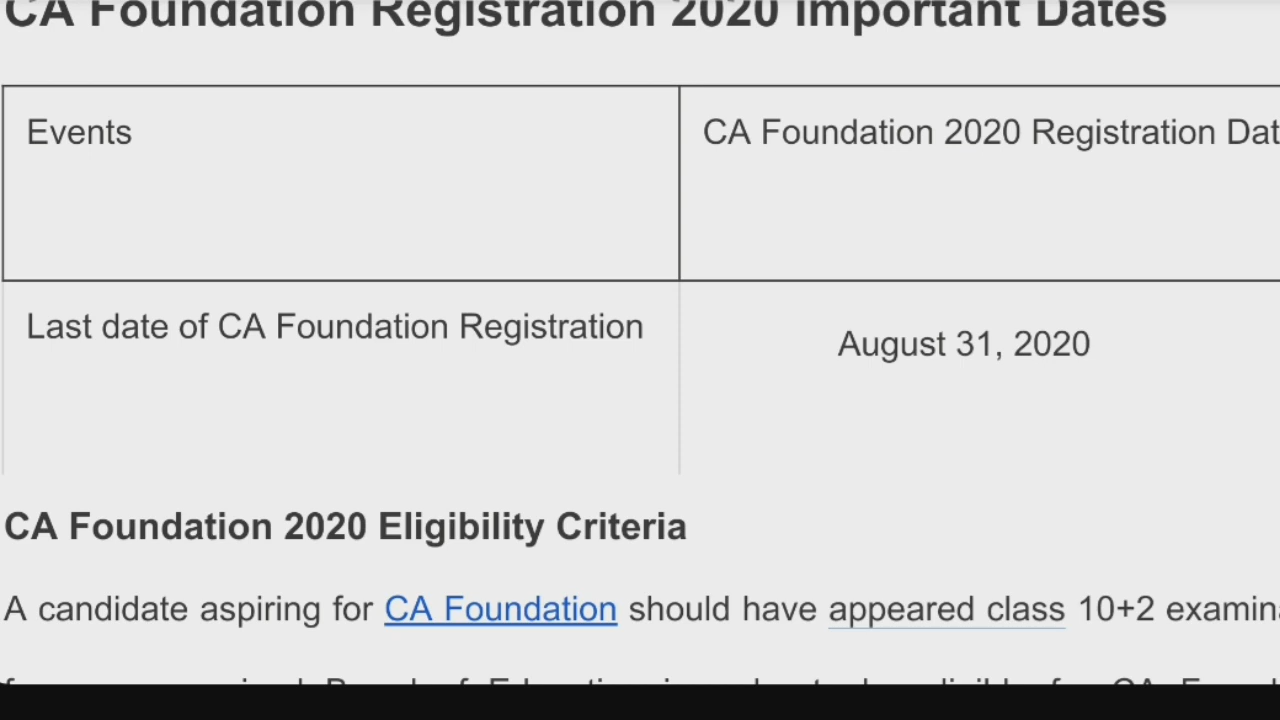 CA Foundation Registration 2020 Important Dates
Events
CA Foundation 2020 Registration Dat
Last date of CA Foundation Registration
August 31, 2020
CA Foundation 2020 Eligibility Criteria
A candidate aspiring for CA Foundation should have appeared class 10+2 examin